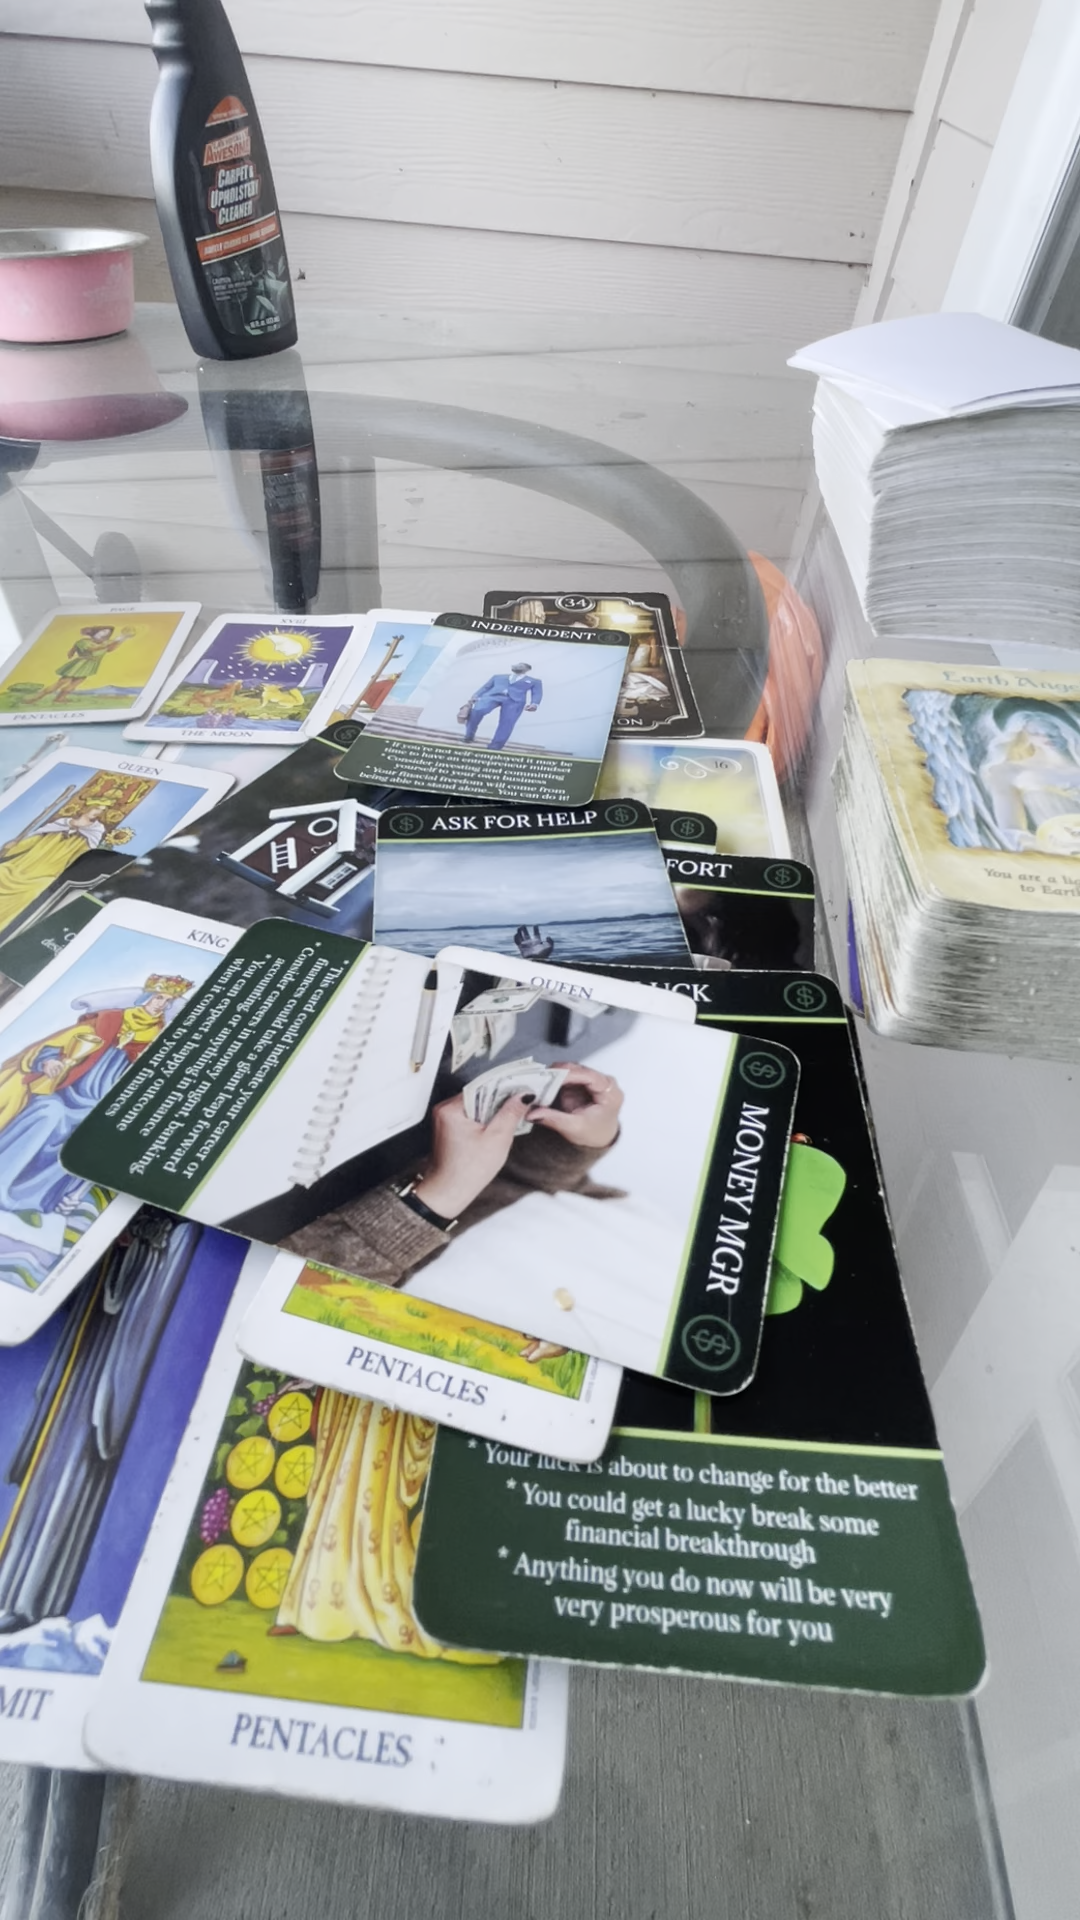 AWESOME
CARPET &
UPHOLSTERY
CLEANER
PAGE
PENTACLES
XVIII
THE MOON
34
INDEPENDENT
* If you're not self-employed it may be
time to have an entrepreneur mindset
* Consider investing and committing
yourself to your own business
* Your financial freedom will come from
being able to stand alone... You can do it!
ION
16
Earth Ange
You are a lig
to Earth
QUEEN
ASK FOR HELP
FORT
KING
QUEEN
LUCK
MONEY MGR
* This card could indicate your career or
finances could take a giant leap forward
* Consider careers in money mgmt, banking,
accounting or anything in finance
* You can expect a happy outcome
when it comes to your finances
PENTACLES
* Your luck is about to change for the better
* You could get a lucky break some
financial breakthrough
* Anything you do now will be very
very prosperous for you
MIT
PENTACLES